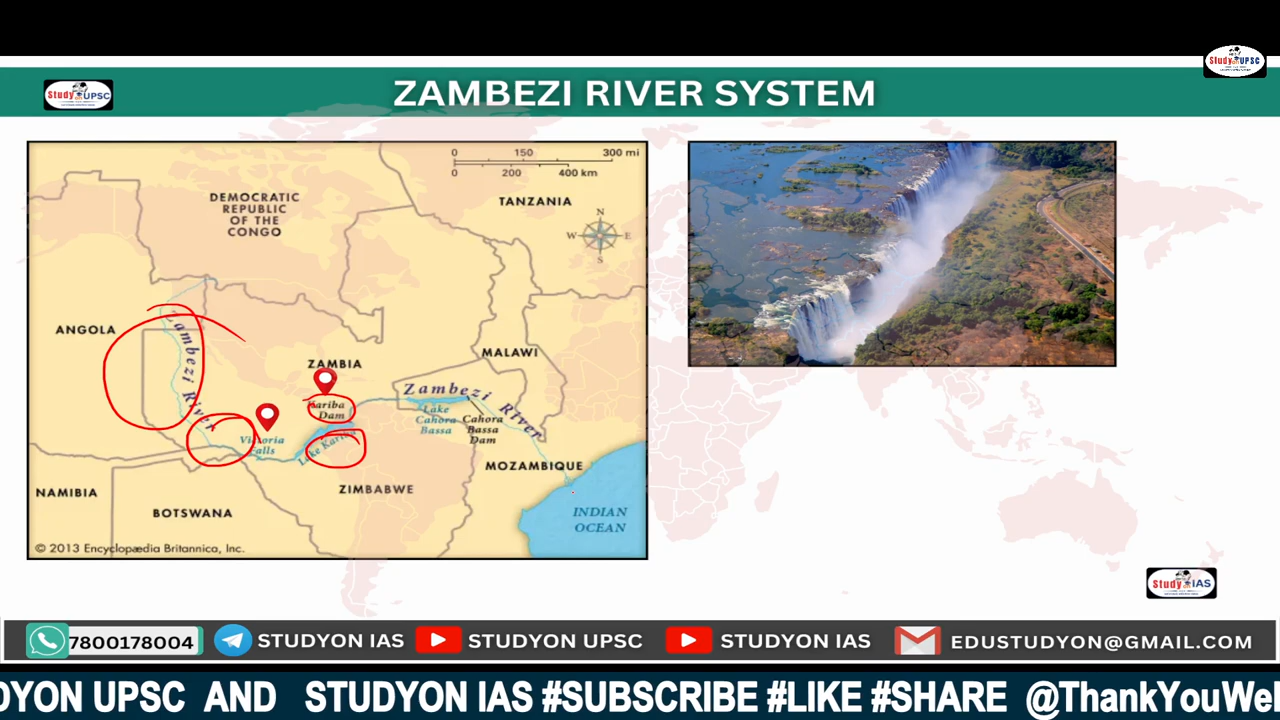 Study UPSC
Study UPSC
ZAMBEZI RIVER SYSTEM
0 150 300 mi
0 200 400 km
DEMOCRATIC
REPUBLIC
OF THE
CONGO
TANZANIA
N
W E
S
ANGOLA
Zambezi River
ZAMBIA
MALAWI
Kariba
Dam
Zambezi River
Lake
Cahora
Bassa
Cahora
Bassa
Dam
Victoria
Falls
Lake Kariba
MOZAMBIQUE
ZIMBABWE
NAMIBIA
BOTSWANA
INDIAN
OCEAN
© 2013 Encyclopædia Britannica, Inc.
Study IAS
7800178004 STUDYON IAS STUDYON UPSC STUDYON IAS EDUSTUDYON@GMAIL.COM
DYON UPSC AND STUDYON IAS #SUBSCRIBE #LIKE #SHARE @ThankYouWel